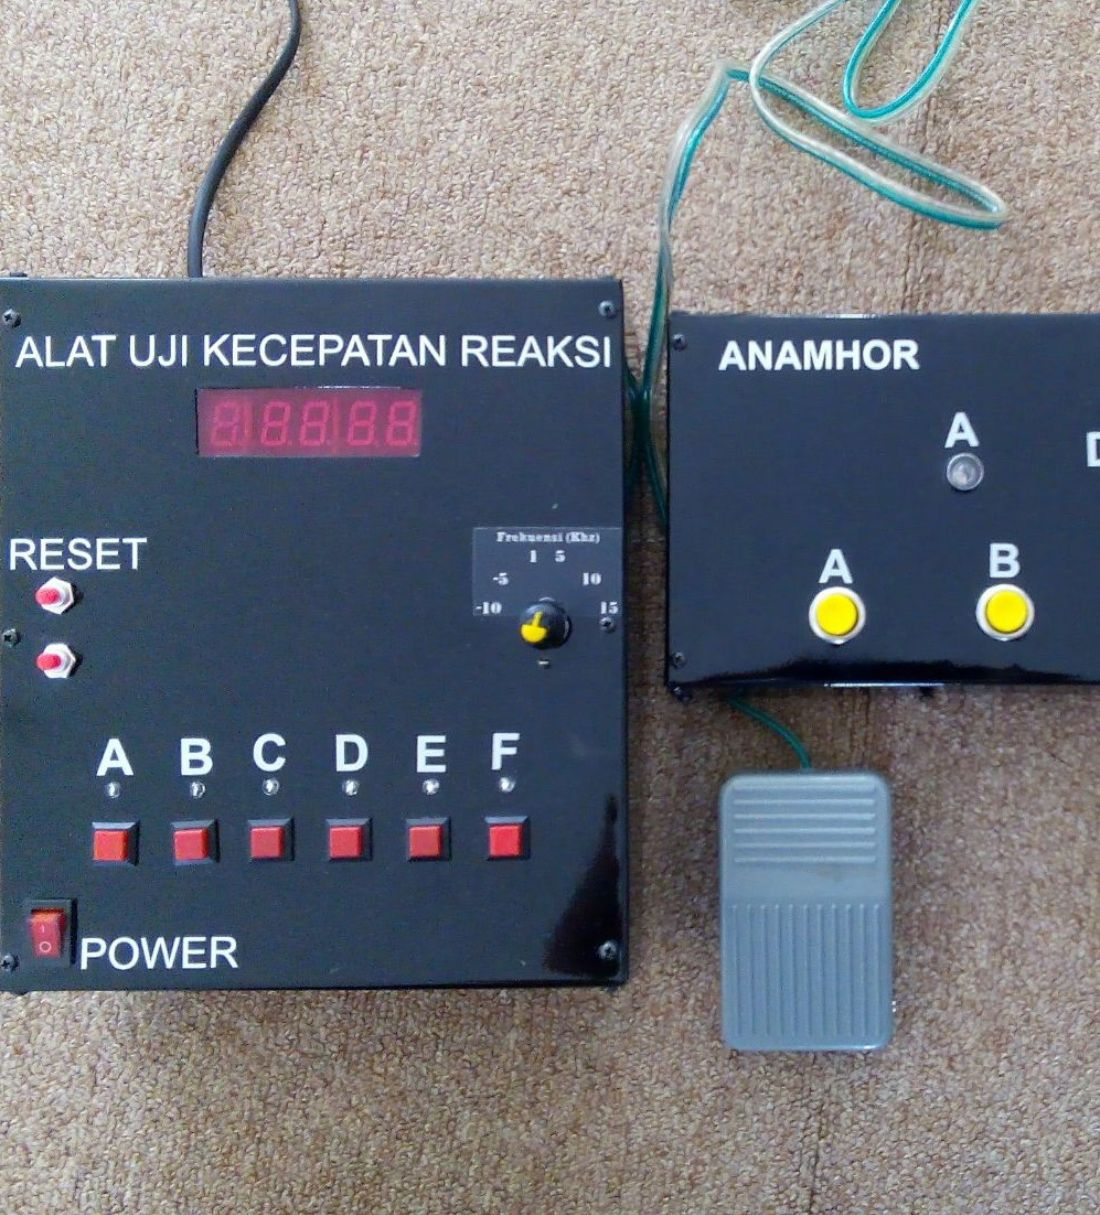 ALAT UJI KECEPATAN REAKSI
RESET
Frekuensi (Khz)
1 5
-5 10
-10 15
A B C D E F
I
O
POWER
ANAMHOR
A
A B